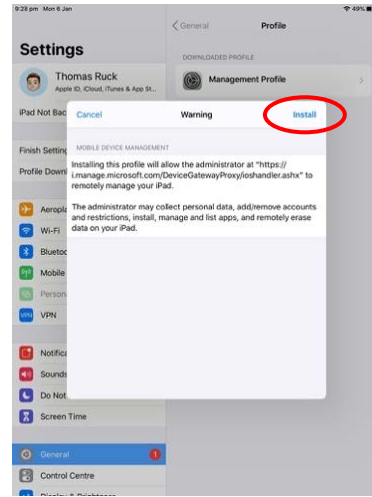 9:28 pm Mon 6 Jan
49%
General
Profile
Settings
DOWNLOADED PROFILE
Thomas Ruck
Apple ID, iCloud, iTunes & App St...
Management Profile
iPad Not Bac
Cancel
Warning
Install
MOBILE DEVICE MANAGEMENT
Finish Setting
Profile Downl
Installing this profile will allow the administrator at "https://
i.manage.microsoft.com/DeviceGatewayProxy/ioshandler.ashx" to
remotely manage your iPad.
The administrator may collect personal data, add/remove accounts
and restrictions, install, manage and list apps, and remotely erase
data on your iPad.
Aeropla
Wi-Fi
Bluetoo
Mobile
Person
VPN
VPN
Notifica
Sounds
Do Not
Screen Time
General
1
Control Centre
Display & Brightness